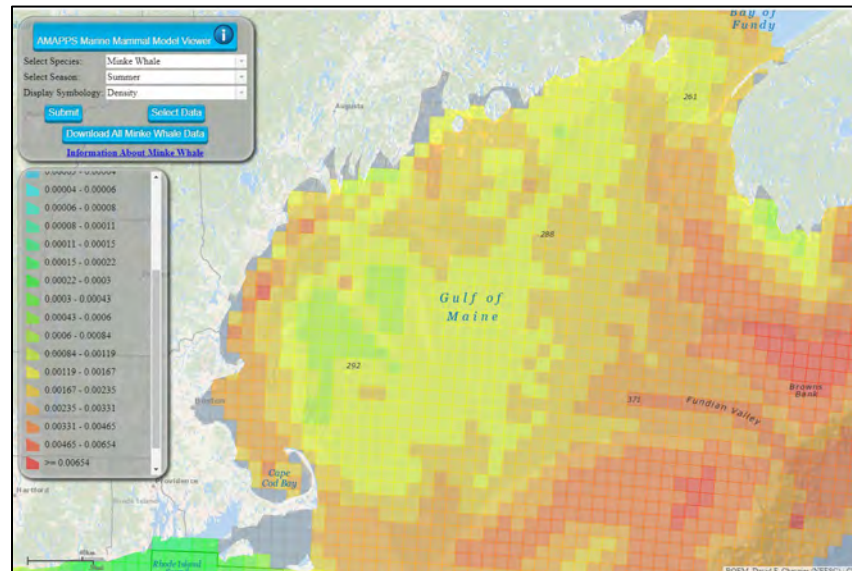 AMAPPS Marine Mammal Model Viewer
i
Select Species: Minke Whale
Select Season: Summer
Display Symbology: Density
Submit Select Data
Download All Minke Whale Data
Information About Minke Whale
0.00004 - 0.00006
0.00006 - 0.00008
0.00008 - 0.00011
0.00011 - 0.00015
0.00015 - 0.00022
0.00022 - 0.0003
0.0003 - 0.00043
0.00043 - 0.0006
0.0006 - 0.00084
0.00084 - 0.00119
0.00119 - 0.00167
0.00167 - 0.00235
0.00235 - 0.00331
0.00331 - 0.00465
0.00465 - 0.00654
>= 0.00654
Bay of
Fundy
261
Augusta
288
Gulf of
Maine
292
Browns
Bank
371
Fundian Valley
Boston
Cape
Cod Bay
Providence
Hartford
Rhode Island